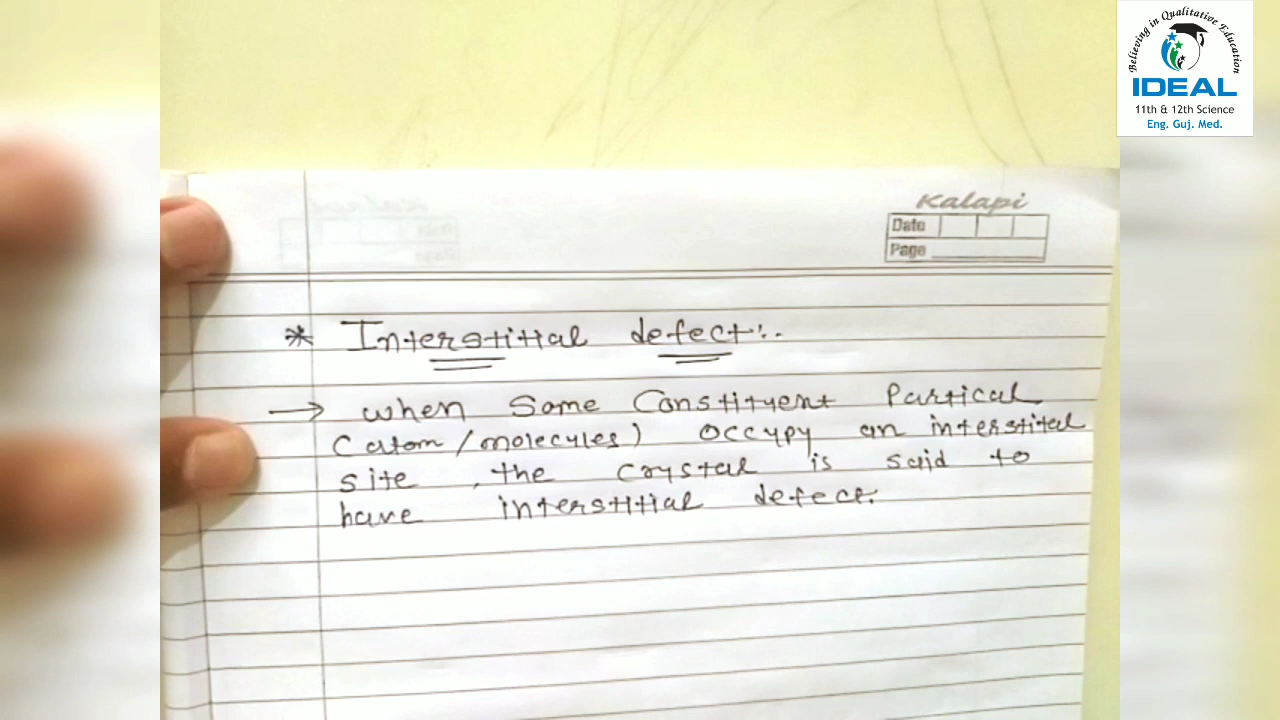 Believing in Qualitative Education
IDEAL
11th & 12th Science
Eng. Guj. Med.
Kalapi
Date
Page
* Interstitial defect:.
→ When Some Constituent Partical
(atom/molecules) occupy an interstital
site, the crystal is said to
have interstitial defect.